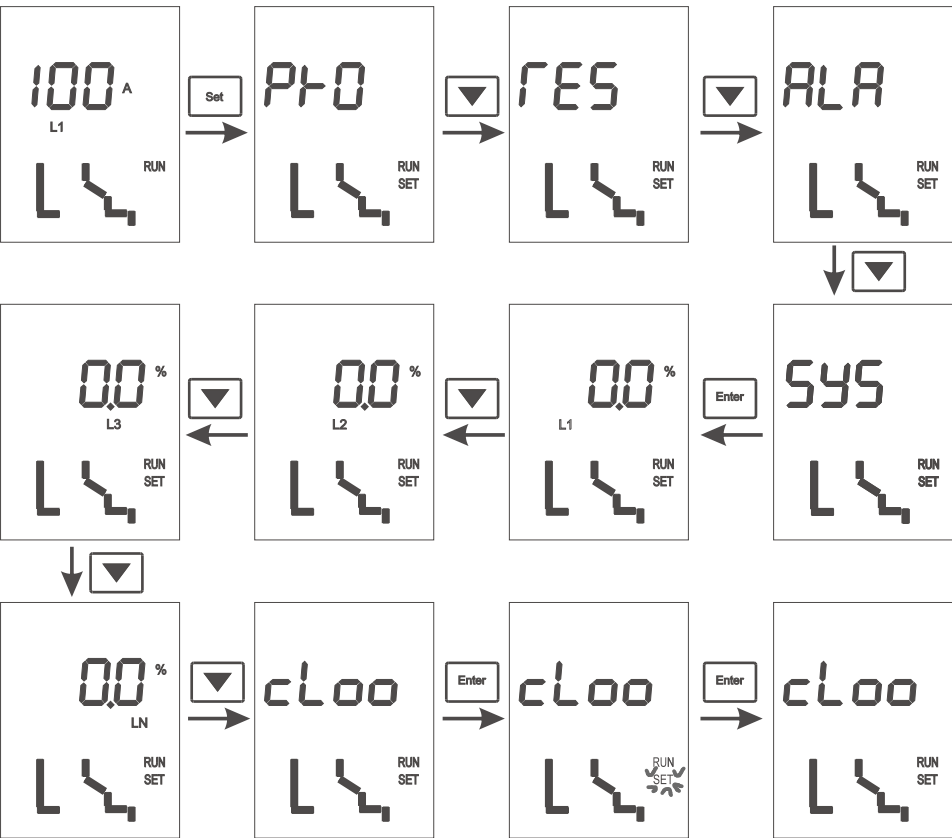 100 A
L1
RUN
L
Set
PrO
RUN
SET
L
rES
RUN
SET
L
ALA
RUN
SET
L
0.0 %
L3
RUN
SET
L
0.0 %
L2
RUN
SET
L
0.0 %
L1
RUN
SET
L
Enter
SYS
RUN
SET
L
0.0 %
LN
RUN
SET
L
cLoo
RUN
SET
L
Enter
cLoo
RUN
SET
L
Enter
cLoo
RUN
SET
L